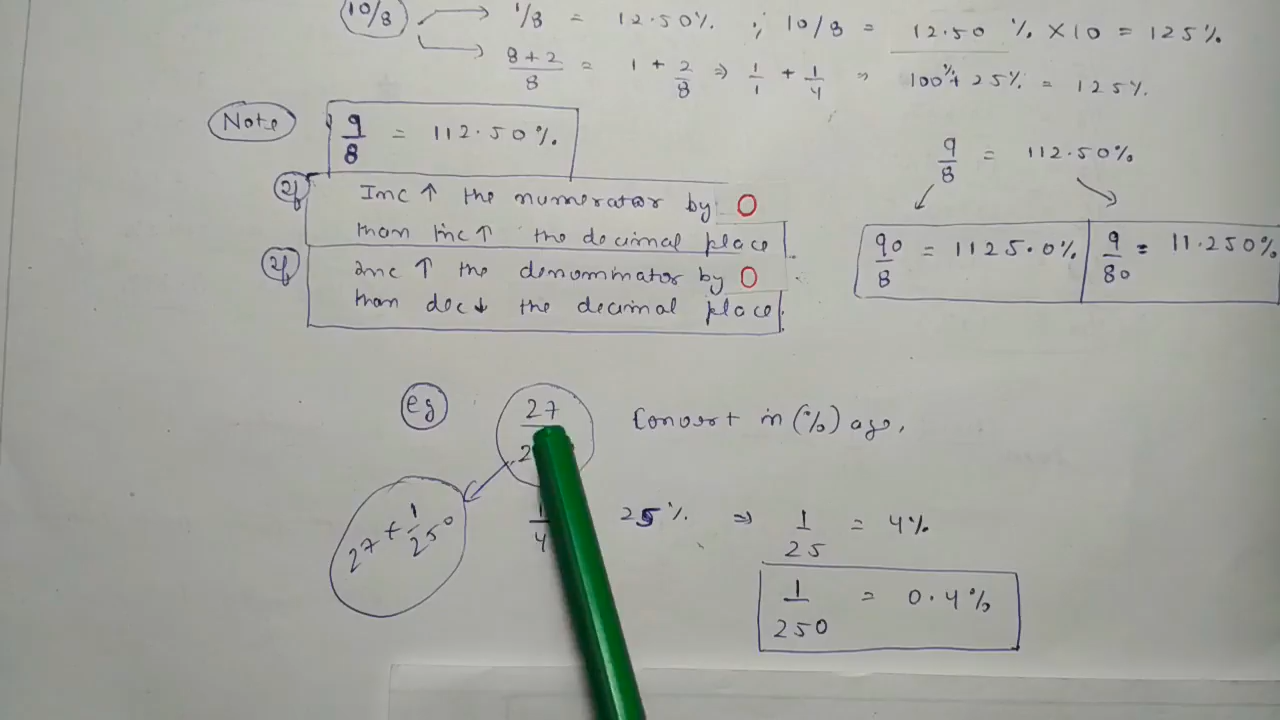 10/8 → 1/8 = 12.50% ; 10/8 = 12.50 % × 10 = 125%
→ 8+2/8 = 1 + 2/8 ⇒ 1/1 + 1/4 ⇒ 100% + 25% = 125%.
Note 9/8 = 112.50%.
9/8 = 112.50%
If Inc ↑ the numerator by 0
than Inc ↑ the decimal place
90/8 = 1125.0% 9/80 = 11.250%
If Inc ↑ the denominator by 0
than dec ↓ the decimal place.
eg 27 Convert in (%) age.
27 + 1/250
1/4 25% ⇒ 1/25 = 4%
1/250 = 0.4%